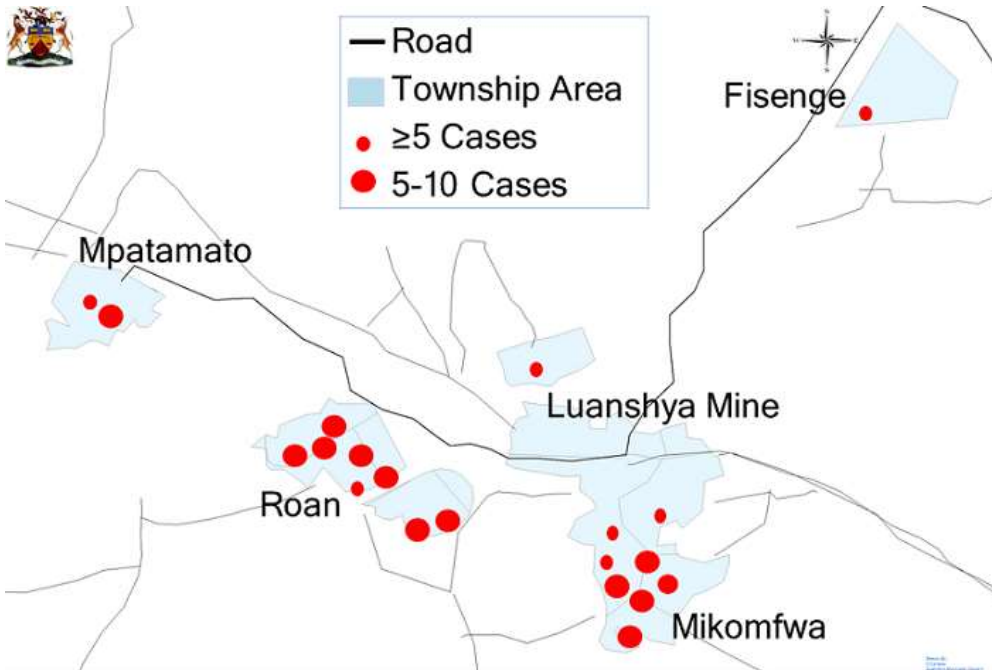 Road
Township Area
≥5 Cases
5-10 Cases
N
W
E
S
Fisenge
Mpatamato
Luanshya Mine
Roan
Mikomfwa